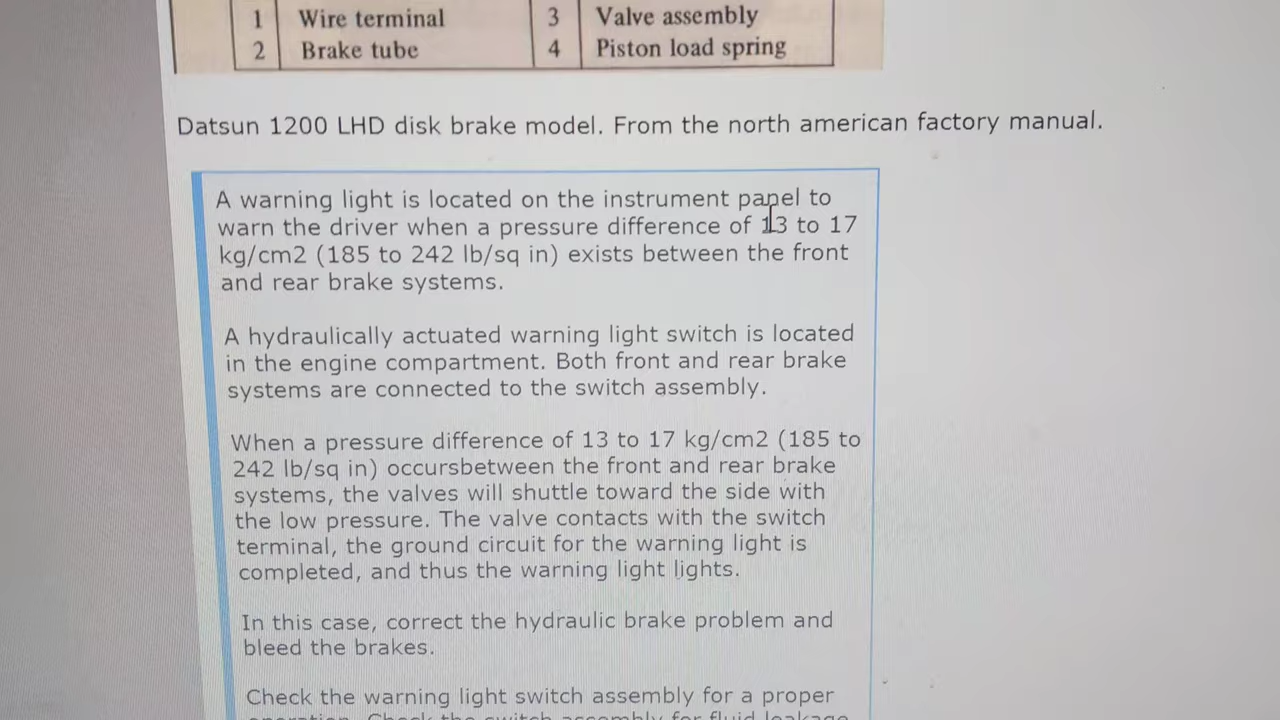 1 Wire terminal 3 Valve assembly
2 Brake tube 4 Piston load spring
Datsun 1200 LHD disk brake model. From the north american factory manual.
A warning light is located on the instrument panel to
warn the driver when a pressure difference of 13 to 17
kg/cm2 (185 to 242 lb/sq in) exists between the front
and rear brake systems.
A hydraulically actuated warning light switch is located
in the engine compartment. Both front and rear brake
systems are connected to the switch assembly.
When a pressure difference of 13 to 17 kg/cm2 (185 to
242 lb/sq in) occursbetween the front and rear brake
systems, the valves will shuttle toward the side with
the low pressure. The valve contacts with the switch
terminal, the ground circuit for the warning light is
completed, and thus the warning light lights.
In this case, correct the hydraulic brake problem and
bleed the brakes.
Check the warning light switch assembly for a proper
operation. Check the switch assembly for fluid leakage